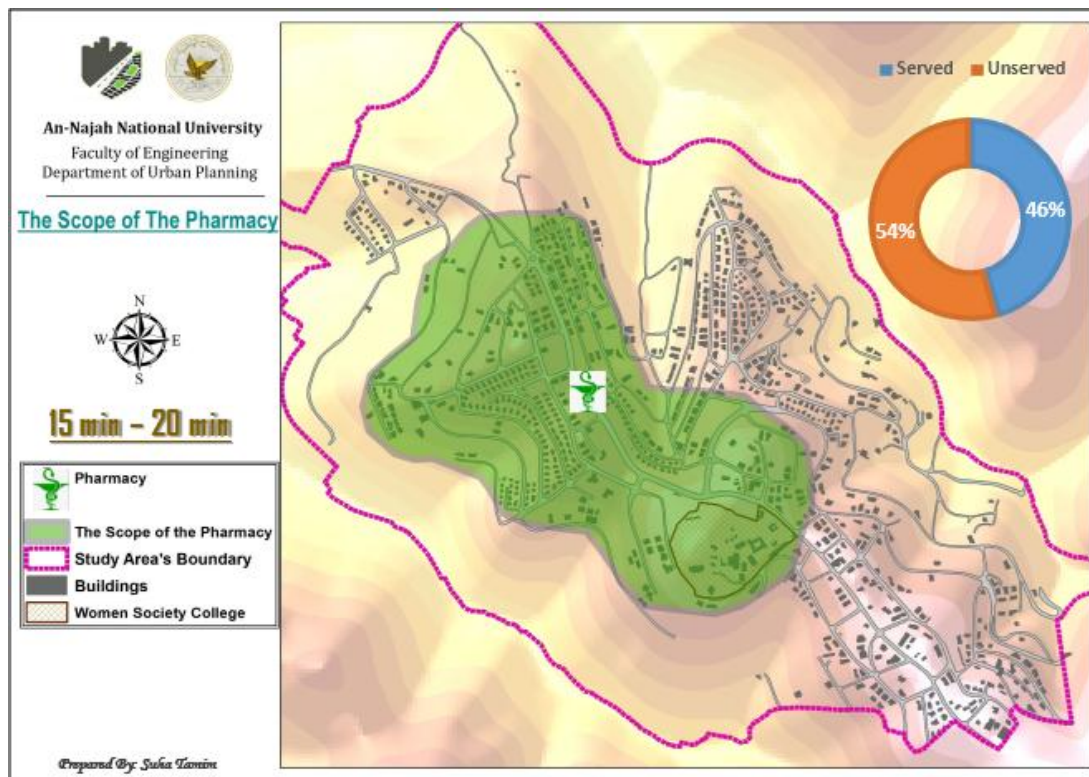 An-Najah National University
Faculty of Engineering
Department of Urban Planning
The Scope of The Pharmacy
N
W E
S
15 min – 20 min
Pharmacy
The Scope of the Pharmacy
Study Area's Boundary
Buildings
Women Society College
Prepared By: Suha Tamim
Served Unserved
46%
54%